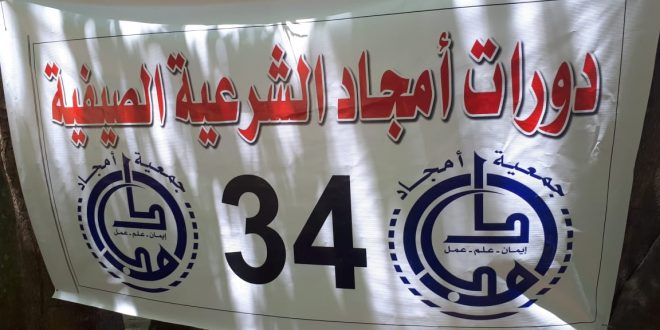 دورات أمجاد الشرعية الصيفية
جمعية أمجاد
إيمان - علم - عمل
34
جمعية أمجاد
إيمان - علم - عمل